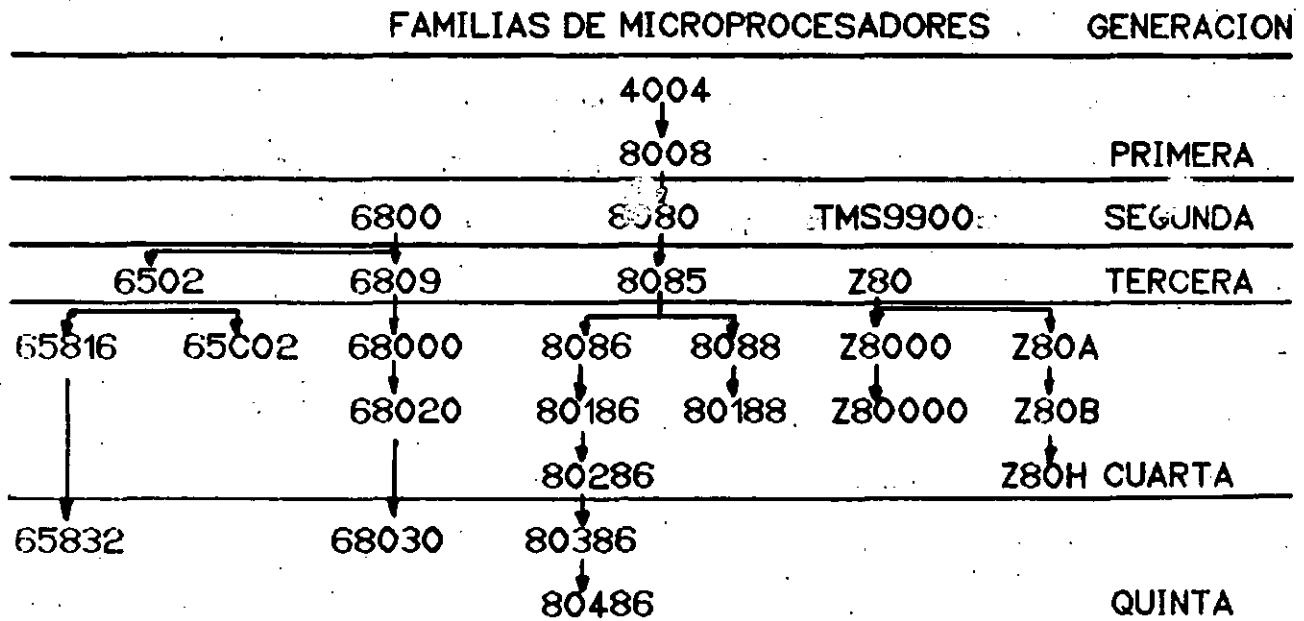 FAMILIAS DE MICROPROCESADORES GENERACION
4004
8008 PRIMERA
6800 8080 TMS9900 SEGUNDA
6502 6809 8085 Z80 TERCERA
65816 65C02 68000 8086 8088 Z8000 Z80A
68020 80186 80188 Z80000 Z80B
80286 Z80H CUARTA
65832 68030 80386
80486 QUINTA